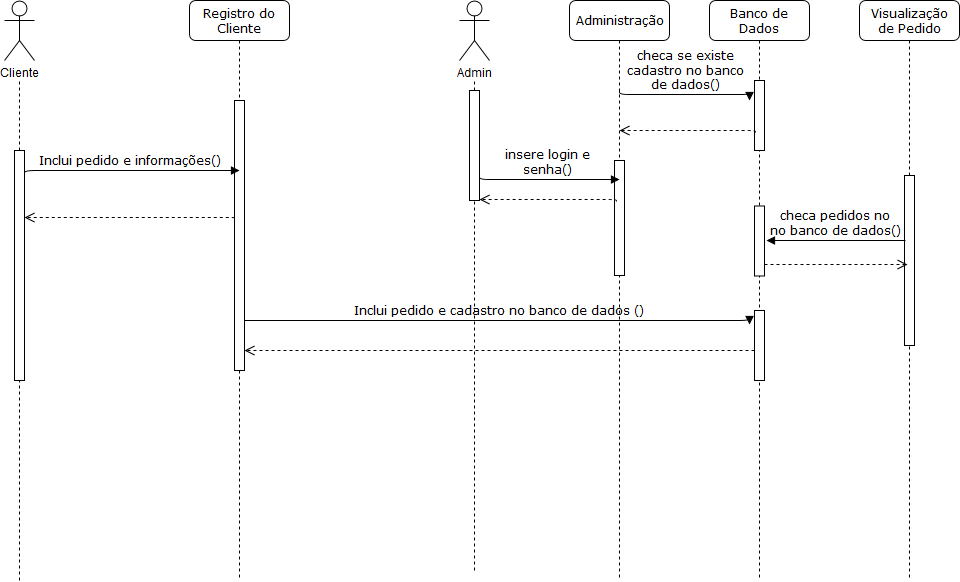 Registro do
Cliente
Administração
Banco de
Dados
Visualização
de Pedido
Cliente
Admin
checa se existe
cadastro no banco
de dados()
Inclui pedido e informações()
insere login e
senha()
checa pedidos no
no banco de dados()
Inclui pedido e cadastro no banco de dados ()